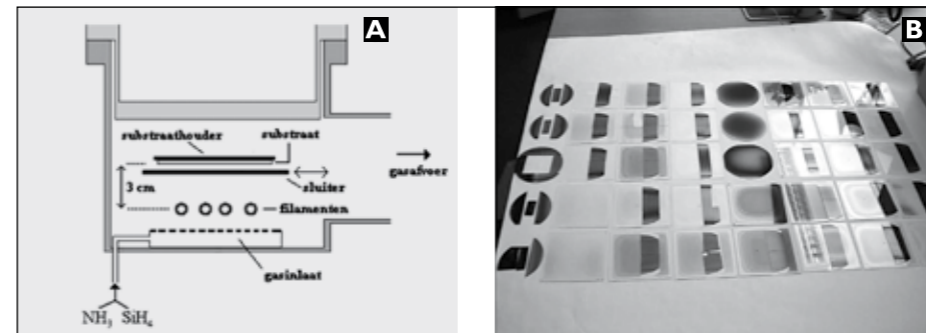 A
B
substraathouder
substraat
3 cm
sluiter
filamenten
gasafvoer
gasinlaat
NH₃ SiH₄